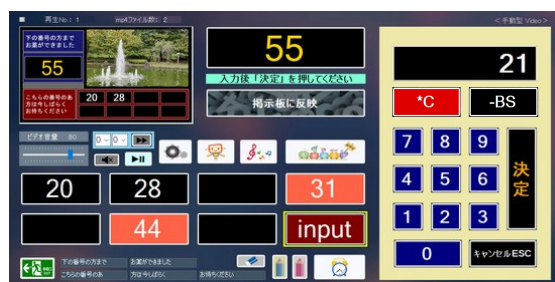 再生No.: 1 mp4ファイル数: 2
<手動型 Video>
下の番号の方まで
お薬ができました
55
こちらの番号のあ
方は今しばらく
お待ちください
20 28
55
入力後「決定」を押してください
掲示板に反映
21
*C -BS
ビデオ音量 80
0 0
7 8 9
4 5 6
決定
1 2 3
0 キャンセルESC
20 28 31
44 input
下の番号の方まで お薬ができました
こちらの番号のあ 方は今しばらく お待ちください